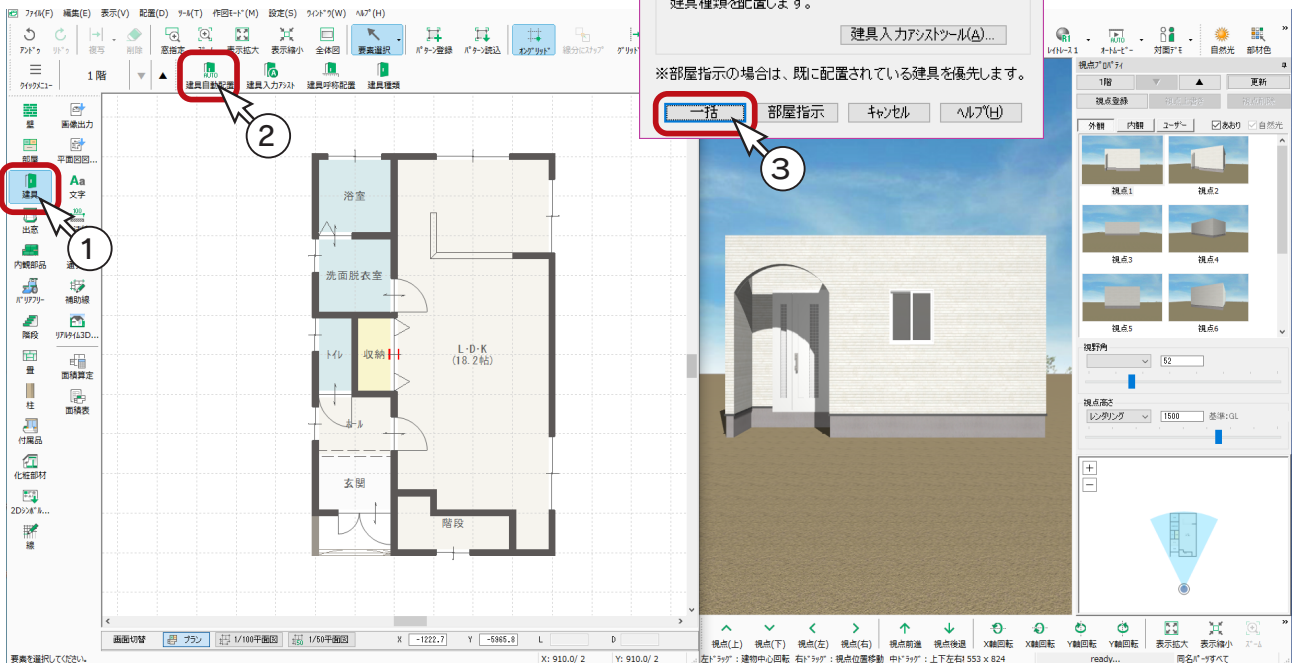 ﾌｧｲﾙ(F) 編集(E) 表示(V) 配置(D) ﾂｰﾙ(T) 作図ﾓｰﾄﾞ(M) 設定(S) ｳｨﾝﾄﾞｳ(W) ﾍﾙﾌﾟ(H)
建具種類を配置します。
建具入力ｱｼｽﾄﾂｰﾙ(A)...
※部屋指示の場合は、既に配置されている建具を優先します。
一括 部屋指示 ｷｬﾝｾﾙ ﾍﾙﾌﾟ(H)
ｱﾝﾄﾞｩ ﾘﾄﾞｩ 複写 削除 窓指定 ｽﾞｰﾑ 表示拡大 表示縮小 全体図 要素選択 ﾊﾟﾀｰﾝ登録 ﾊﾟﾀｰﾝ読込 ｵﾝｸﾞﾘｯﾄﾞ 線分にｽﾅｯﾌﾟ
ｸｲｯｸﾒﾆｭｰ 1階 ▼ ▲ 建具自動配置 建具入力ｱｼｽﾄ 建具呼称配置 建具種類
AUTO
1
2
3
壁 画像出力
部屋 平面図図...
建具 Aa 文字
出窓
内観部品
ﾊﾞﾘｱﾌﾘｰ 補助線
階段 ﾘｱﾙﾀｲﾑ3D...
畳 面積算定
柱 面積表
付属品
化粧部材
2Dｼﾝﾎﾞﾙ...
線
浴室
洗面脱衣室
ﾄｲﾚ 収納
L・D・K
(18.2帖)
ﾎｰﾙ
玄関
階段
画面切替 プラン 1/100平面図 1/50平面図 X -1222.7 Y -5965.8 L D
要素を選択してください。 X: 910.0/ 2 Y: 910.0/ 2
ﾚｲﾄﾚｰｽ1 ｵｰﾄﾑｰﾋﾞｰ 対面ﾃﾞﾓ 自然光 部材色
視点ﾌﾟﾛﾊﾟﾃｨ
1階 ▼ ▲ 更新
視点登録
外観 内観 ﾕｰｻﾞｰ あおり 自然光
視点1 視点2
視点3 視点4
視点5 視点6
視野角
52
視点高さ
ﾚﾝﾀﾞﾘﾝｸﾞ 1500 基準:GL
視点(上) 視点(下) 視点(左) 視点(右) 視点前進 視点後退 X軸回転 X軸回転 Y軸回転 Y軸回転 表示拡大 表示縮小 ｽﾞｰﾑ
左ﾄﾞﾗｯｸﾞ：建物中心回転 右ﾄﾞﾗｯｸﾞ：視点位置移動 中ﾄﾞﾗｯｸﾞ：上下左右 553 x 824 ready... 同名ﾊﾟｰﾂすべて